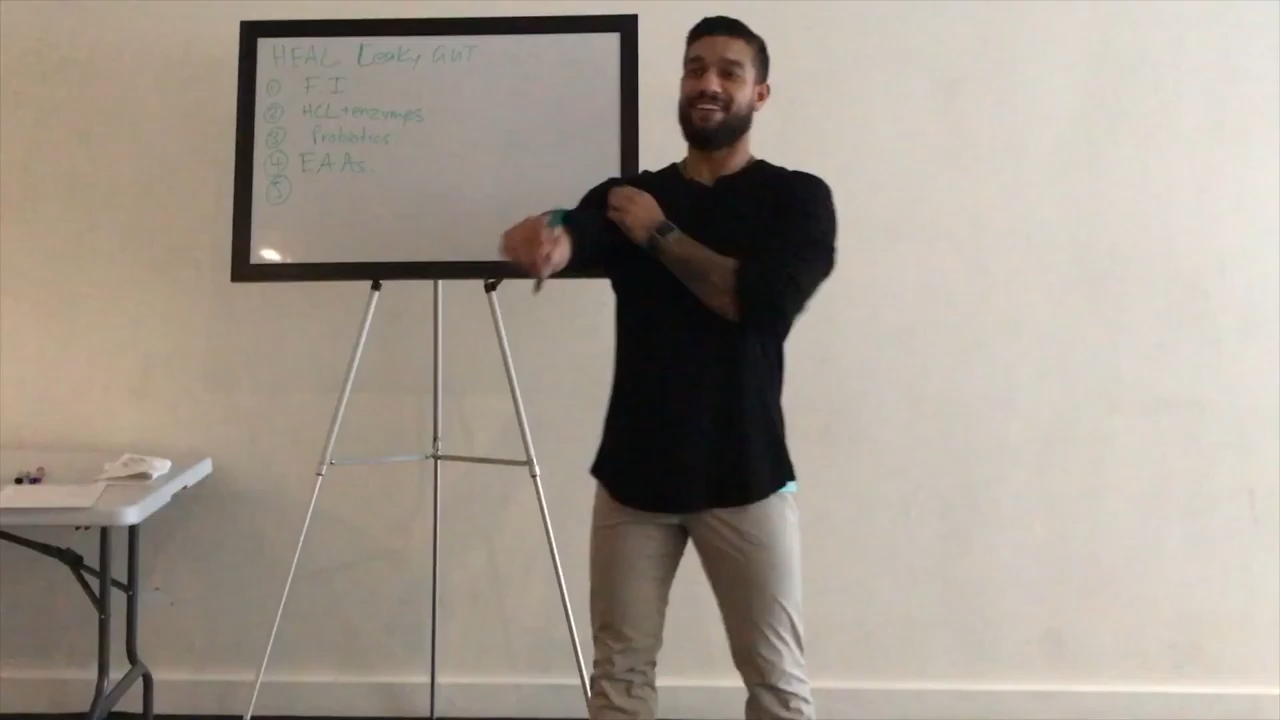 HEAL Leaky GUT
① F.I
② HCL+enzymes
③ Probiotics
④ EAAs.
⑤